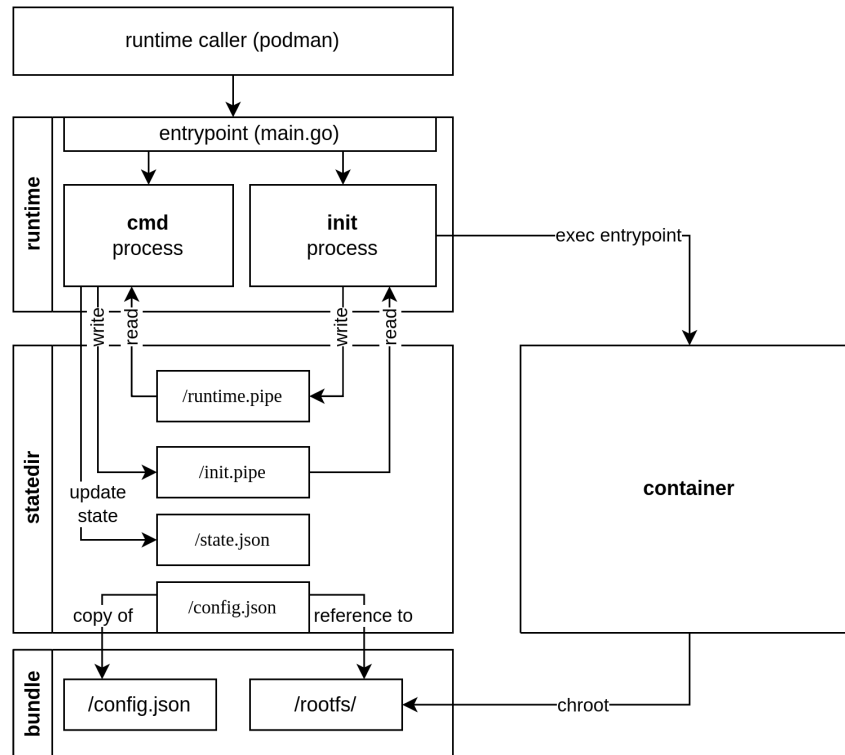 runtime caller (podman)
runtime
entrypoint (main.go)
cmd
process
init
process
exec entrypoint
write
read
write
read
statedir
/runtime.pipe
/init.pipe
update
state
/state.json
/config.json
copy of
reference to
container
bundle
/config.json
/rootfs/
chroot